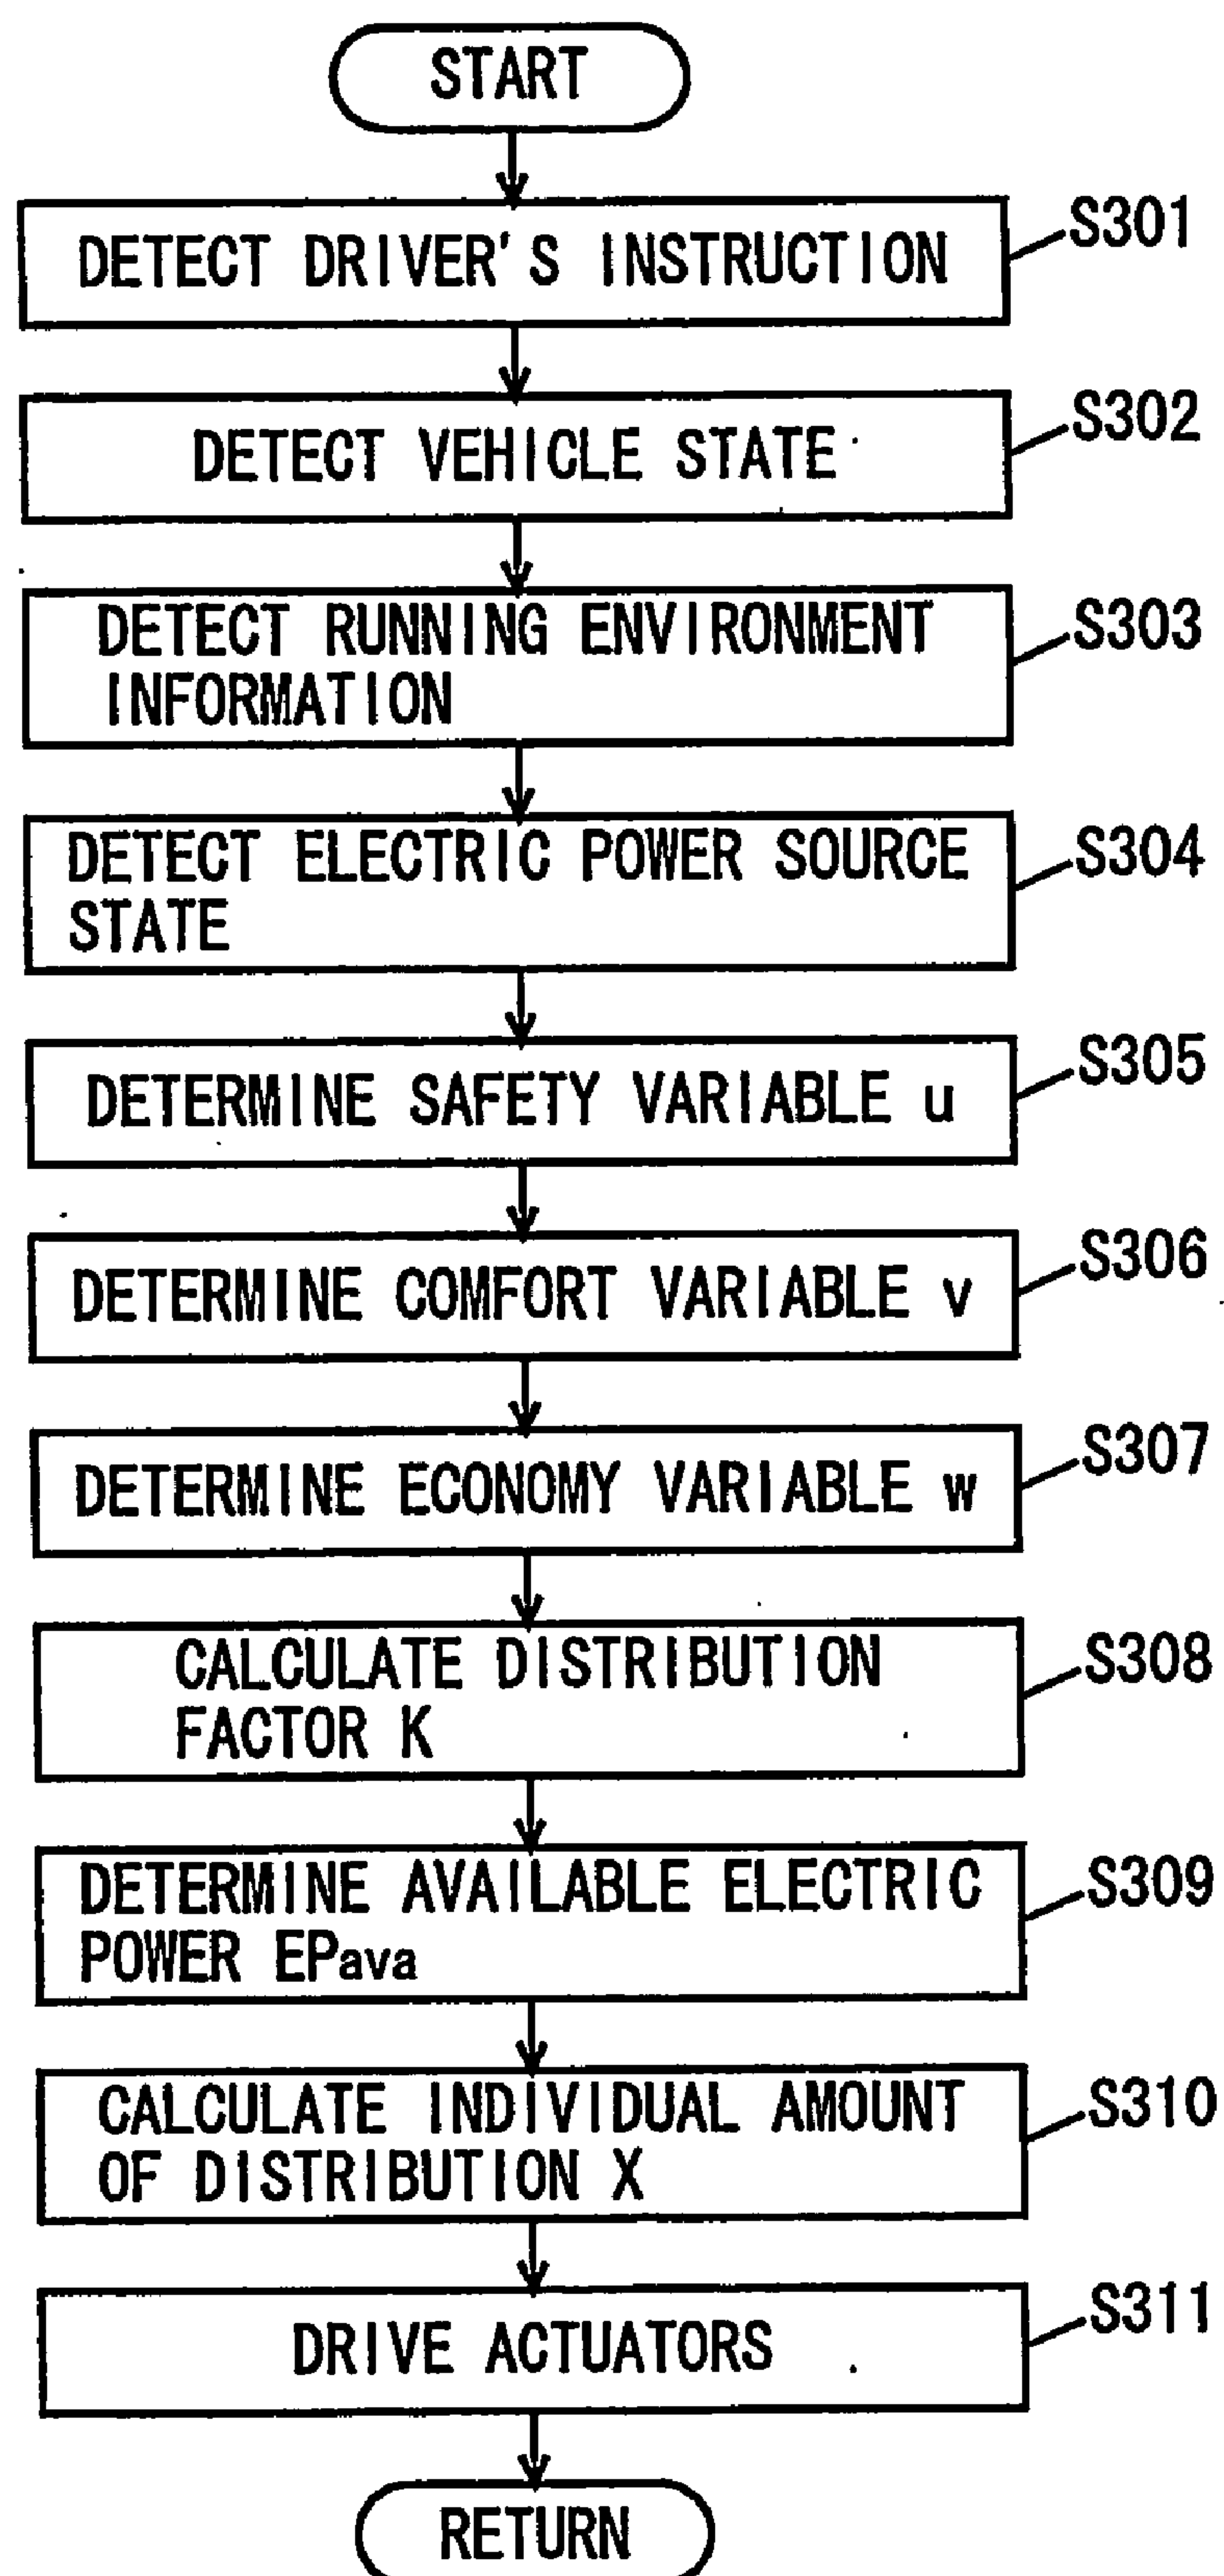 START
DETECT DRIVER'S INSTRUCTION
S301
DETECT VEHICLE STATE
S302
DETECT RUNNING ENVIRONMENT
INFORMATION
S303
DETECT ELECTRIC POWER SOURCE
STATE
S304
DETERMINE SAFETY VARIABLE u
S305
DETERMINE COMFORT VARIABLE v
S306
DETERMINE ECONOMY VARIABLE w
S307
CALCULATE DISTRIBUTION
FACTOR K
S308
DETERMINE AVAILABLE ELECTRIC
POWER EPava
S309
CALCULATE INDIVIDUAL AMOUNT
OF DISTRIBUTION X
S310
DRIVE ACTUATORS
S311
RETURN